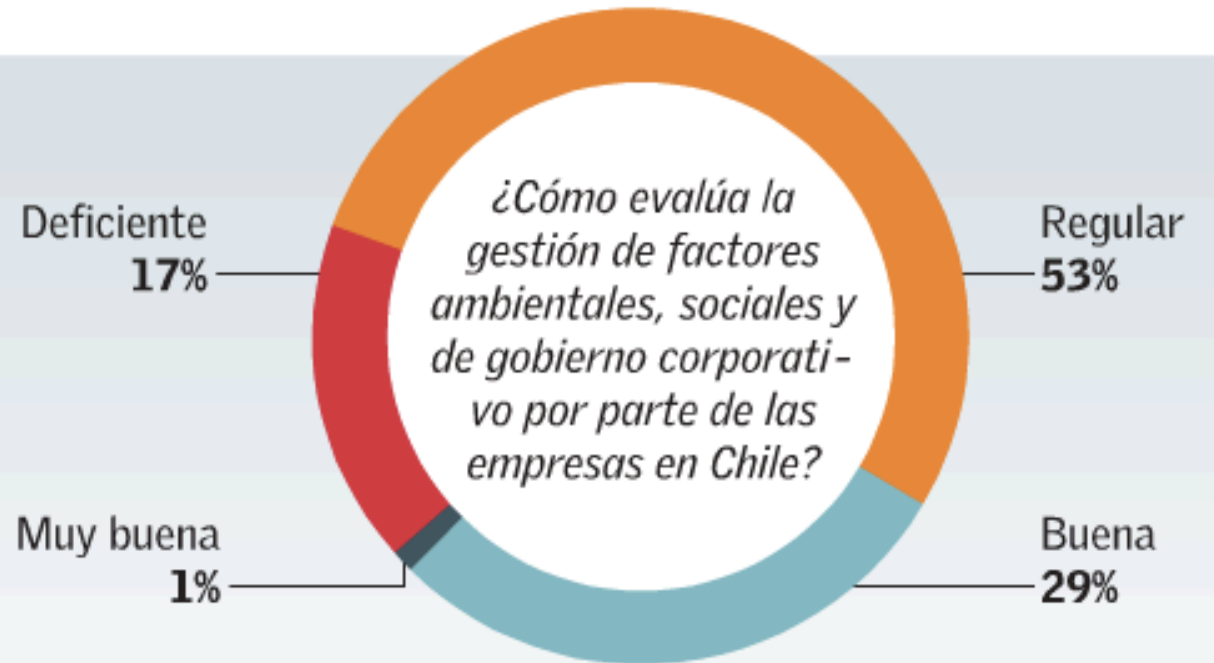 ¿Cómo evalúa la
gestión de factores
ambientales, sociales y
de gobierno corporati-
vo por parte de las
empresas en Chile?
Deficiente
17%
Regular
53%
Muy buena
1%
Buena
29%